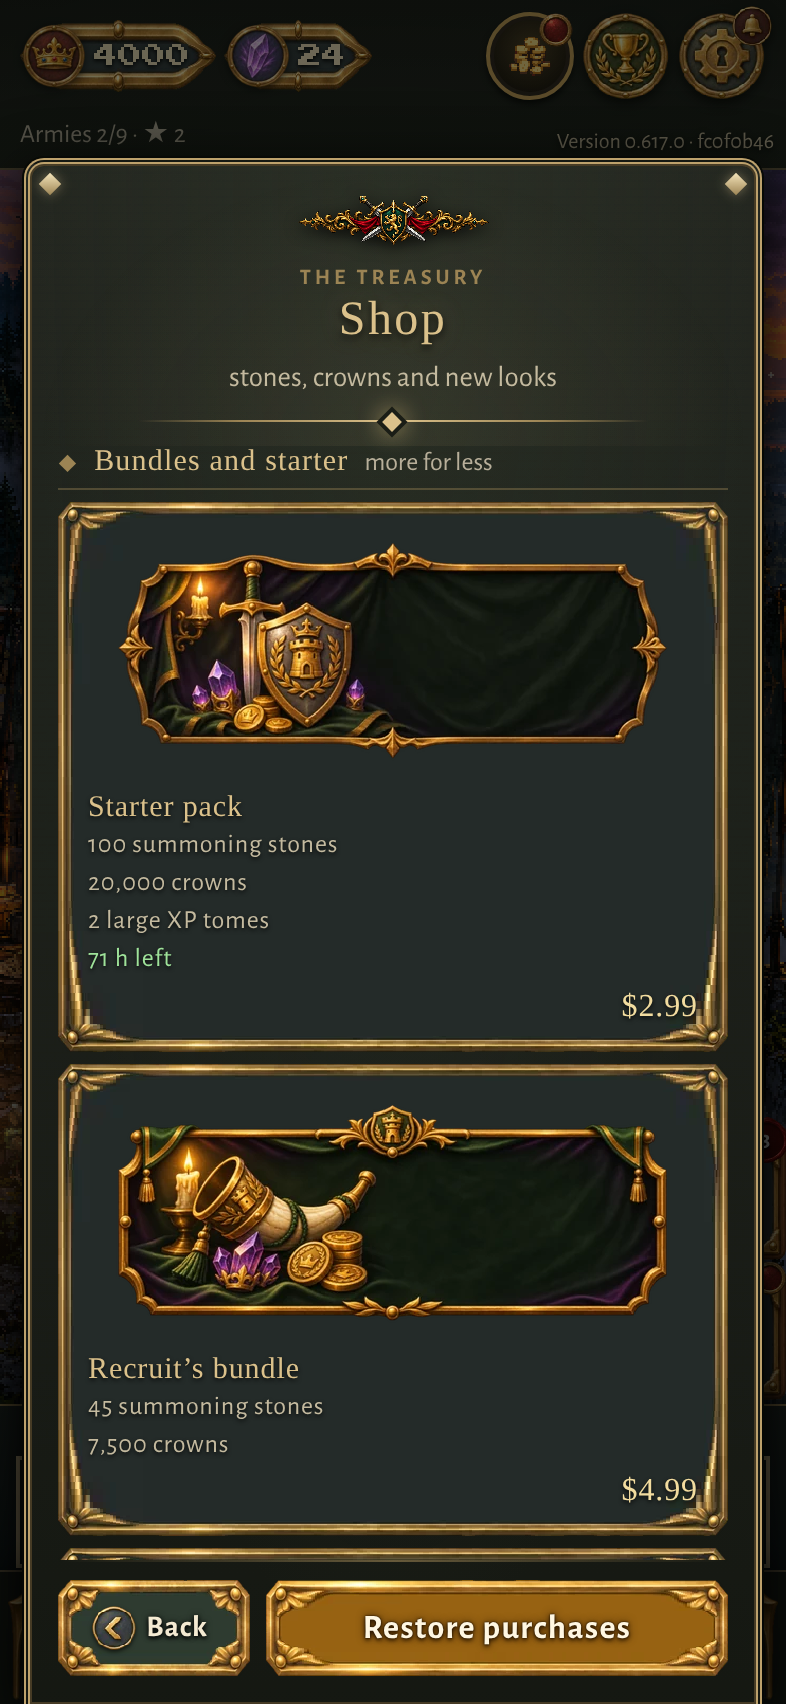 4000
24
Armies 2/9 · ★ 2
Version 0.617.0 · fc0f0b46
THE TREASURY
Shop
stones, crowns and new looks
Bundles and starter more for less
Starter pack
100 summoning stones
20,000 crowns
2 large XP tomes
71 h left
$2.99
Recruit’s bundle
45 summoning stones
7,500 crowns
$4.99
Back
Restore purchases